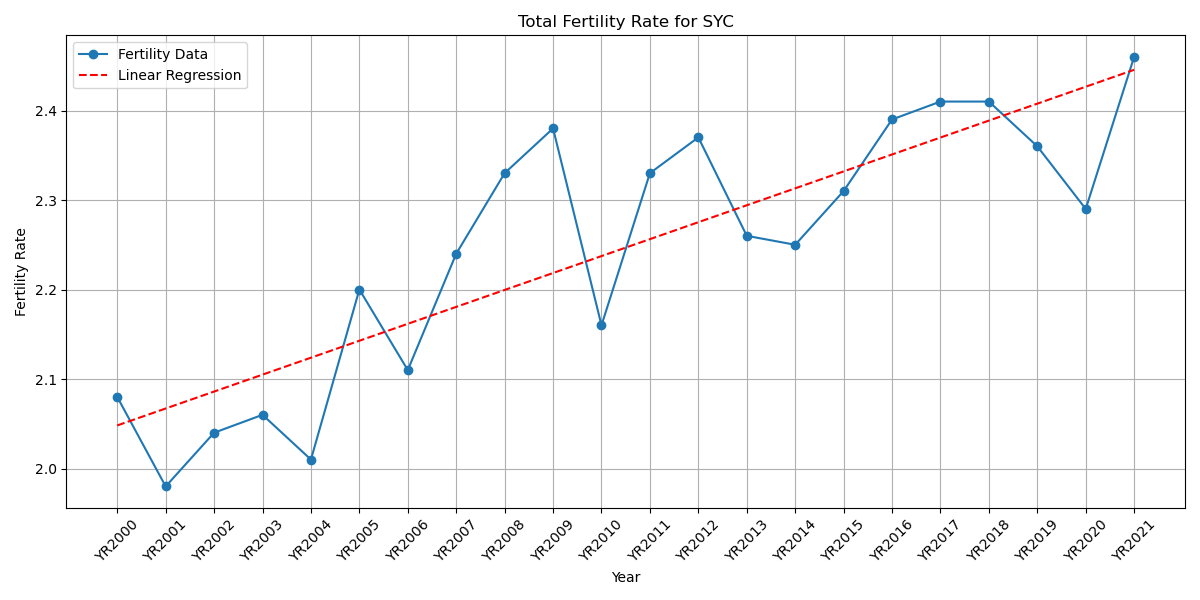 Total Fertility Rate for SYC
Fertility Data
Linear Regression
Fertility Rate
2.4
2.3
2.2
2.1
2.0
YR2000
YR2001
YR2002
YR2003
YR2004
YR2005
YR2006
YR2007
YR2008
YR2009
YR2010
YR2011
YR2012
YR2013
YR2014
YR2015
YR2016
YR2017
YR2018
YR2019
YR2020
YR2021
Year